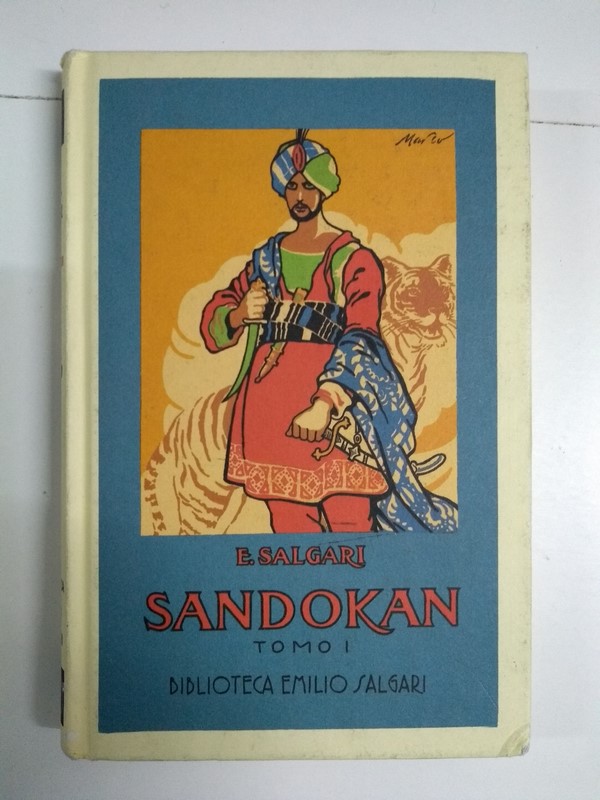 E. SALGARI
SANDOKAN
TOMO I
BIBLIOTECA EMILIO SALGARI